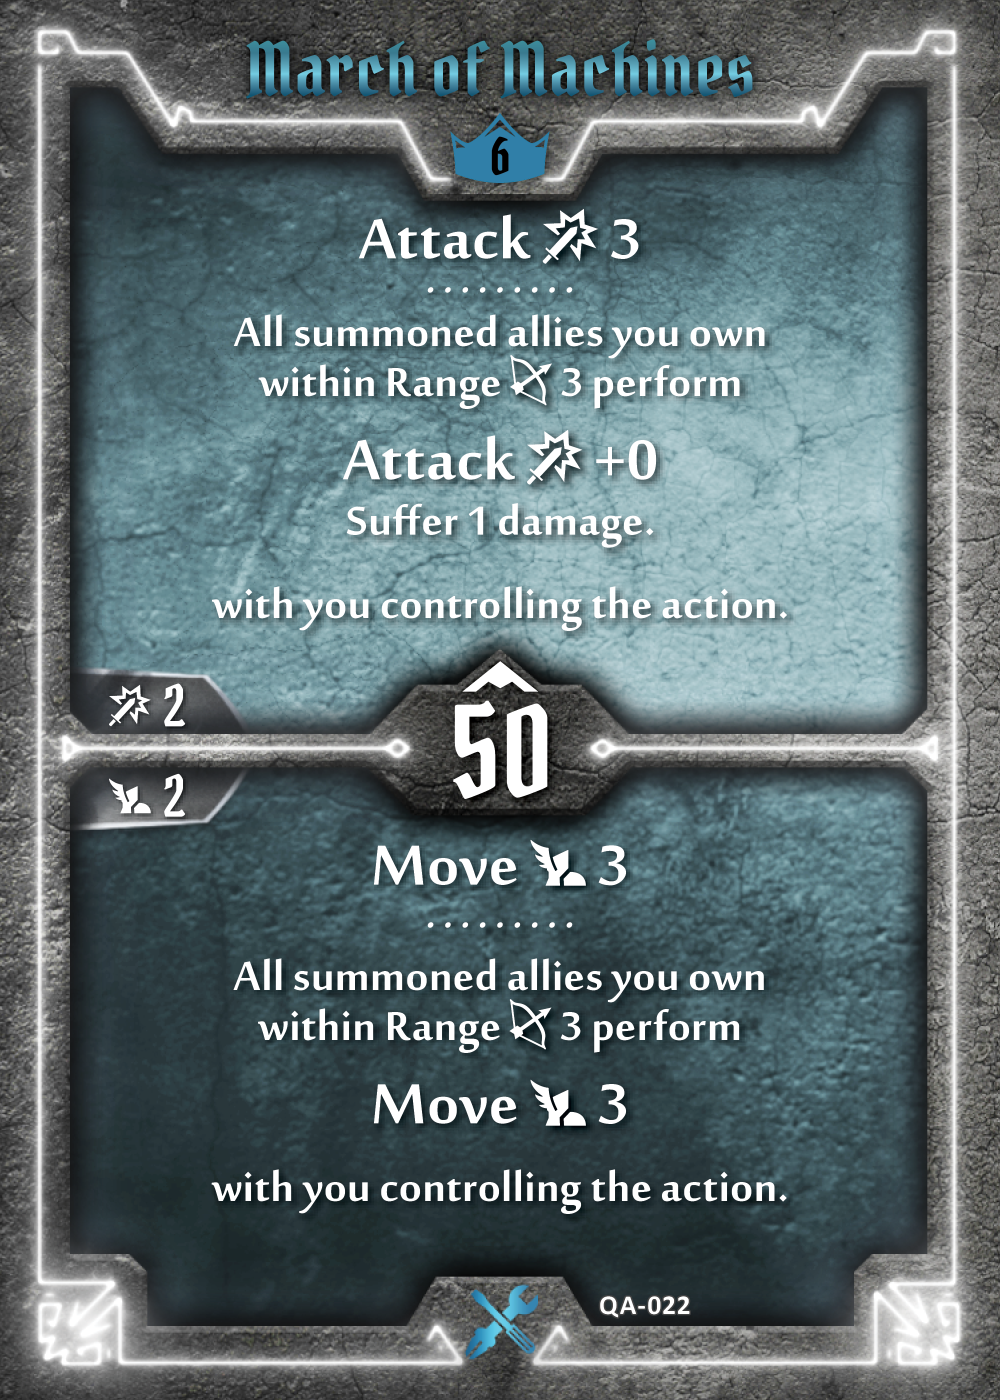 March of Machines
6
Attack 3
All summoned allies you own
within Range 3 perform
Attack +0
Suffer 1 damage.
with you controlling the action.
2
50
2
Move 3
All summoned allies you own
within Range 3 perform
Move 3
with you controlling the action.
QA-022